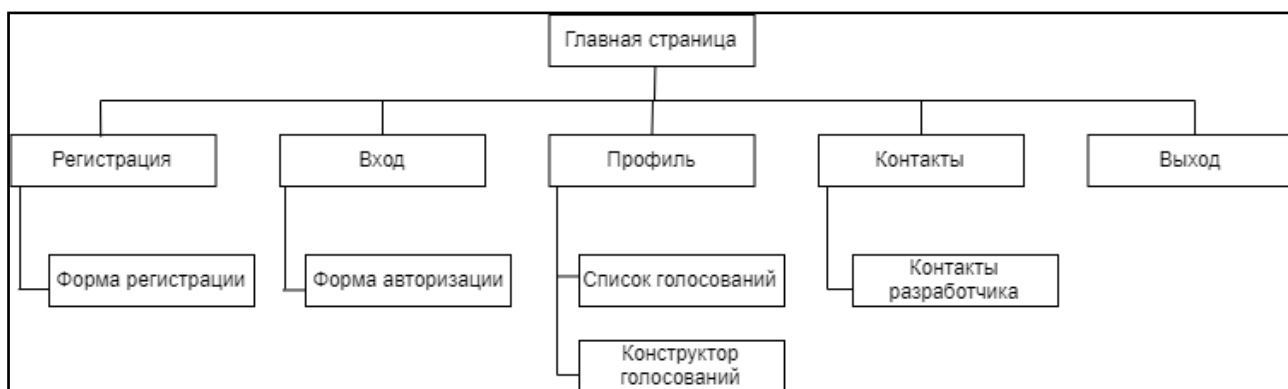 Главная страница
Регистрация
Вход
Профиль
Контакты
Выход
Форма регистрации
Форма авторизации
Список голосований
Контакты
разработчика
Конструктор
голосований